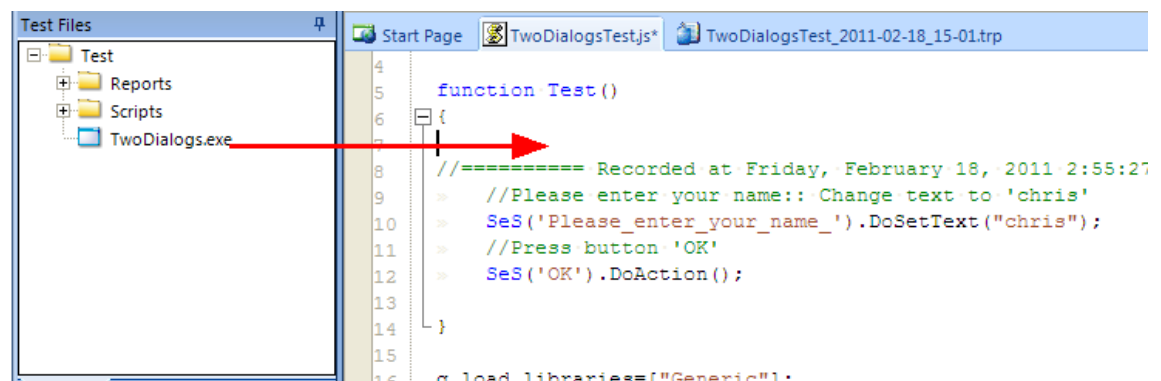 Test Files
Test
Reports
Scripts
TwoDialogs.exe
Start Page TwoDialogsTest.js* TwoDialogsTest_2011-02-18_15-01.trp
4
5 function Test()
6 {
7
8 //========== Recorded at Friday, February 18, 2011 2:55:27
9 //Please enter your name:: Change text to 'chris'
10 SeS('Please_enter_your_name_').DoSetText("chris");
11 //Press button 'OK'
12 SeS('OK').DoAction();
13
14 }
15
16 g_load_libraries=["Generic"];